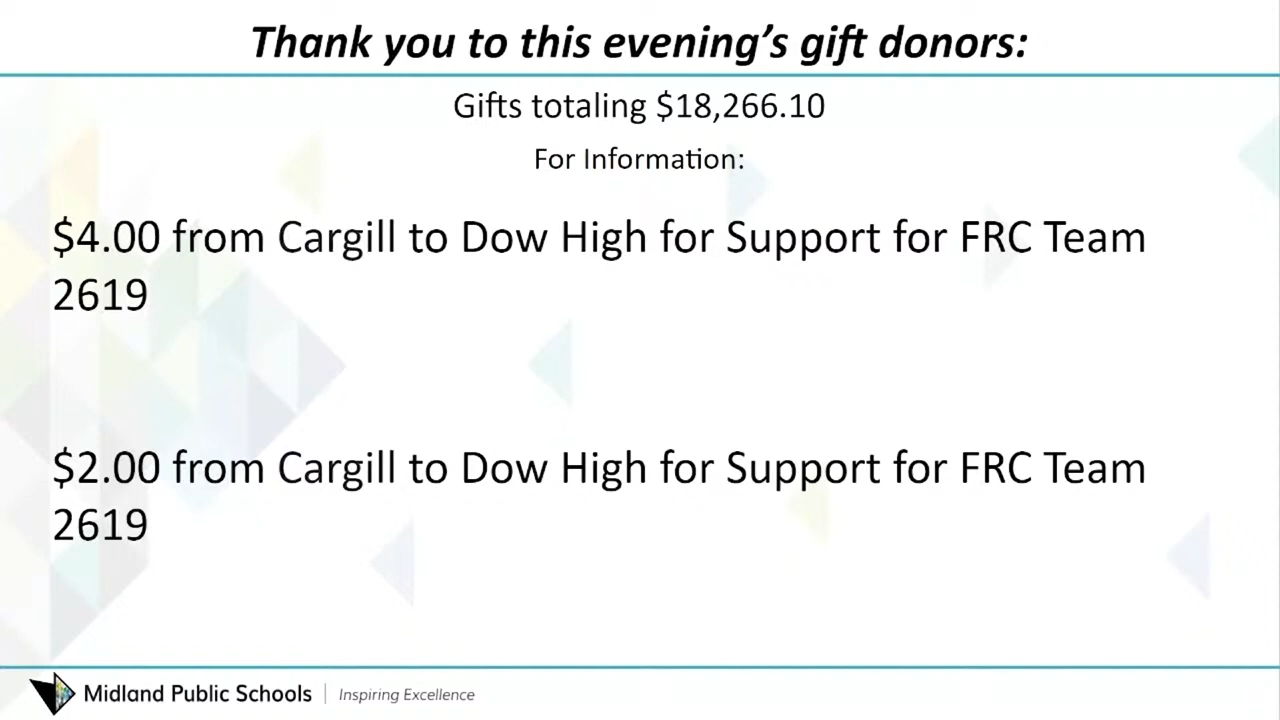 Thank you to this evening’s gift donors:
Gifts totaling $18,266.10
For Information:
$4.00 from Cargill to Dow High for Support for FRC Team
2619
$2.00 from Cargill to Dow High for Support for FRC Team
2619
Midland Public Schools | Inspiring Excellence